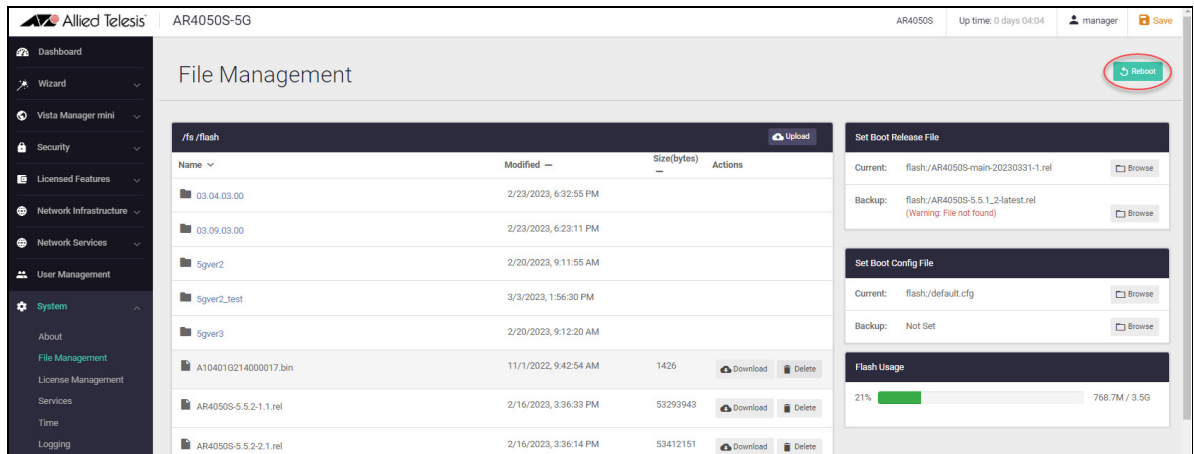 Allied Telesis
AR4050S-5G
AR4050S
Up time: 0 days 04:04
manager
Save
Dashboard
Wizard
Vista Manager mini
Security
Licensed Features
Network Infrastructure
Network Services
User Management
System
About
File Management
License Management
Services
Time
Logging
File Management
Reboot
/fs /flash
Upload
Name Modified Size(bytes) Actions
03.04.03.00 2/23/2023, 6:32:55 PM
03.09.03.00 2/23/2023, 6:23:11 PM
5gver2 2/20/2023, 9:11:55 AM
5gver2_test 3/3/2023, 1:56:30 PM
5gver3 2/20/2023, 9:12:20 AM
A10401G214000017.bin 11/1/2022, 9:42:54 AM 1426 Download Delete
AR4050S-5.5.2-1.1.rel 2/16/2023, 3:36:33 PM 53293943 Download Delete
AR4050S-5.5.2-2.1.rel 2/16/2023, 3:36:14 PM 53412151 Download Delete
Set Boot Release File
Current: flash:/AR4050S-main-20230331-1.rel Browse
Backup: flash:/AR4050S-5.5.1_2-latest.rel
(Warning: File not found) Browse
Set Boot Config File
Current: flash:/default.cfg Browse
Backup: Not Set Browse
Flash Usage
21% 768.7M / 3.5G